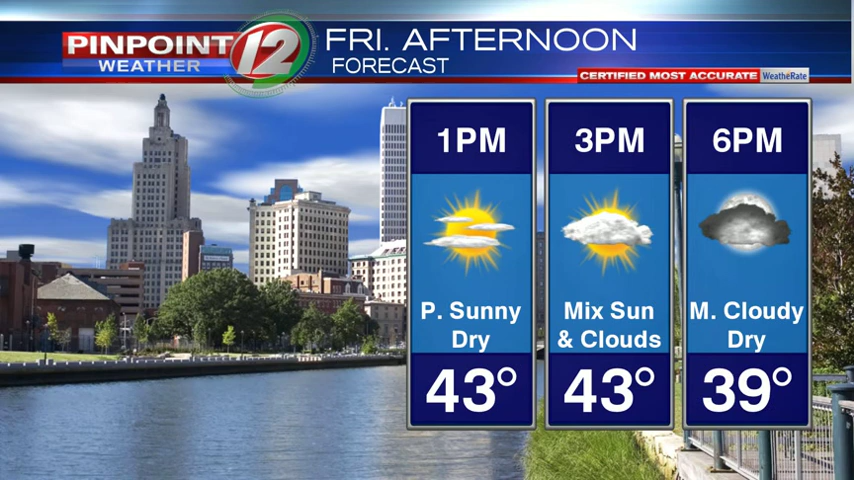 PINPOINT 12
WEATHER
FRI. AFTERNOON
FORECAST
CERTIFIED MOST ACCURATE WeatheRate
1PM
P. Sunny
Dry
43°
3PM
Mix Sun
& Clouds
43°
6PM
M. Cloudy
Dry
39°